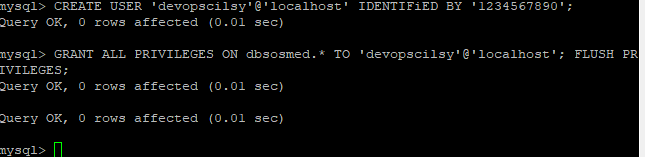 mysql> CREATE USER 'devopscilsy'@'localhost' IDENTIFiED BY '1234567890';
Query OK, 0 rows affected (0.01 sec)
mysql> GRANT ALL PRIVILEGES ON dbsosmed.* TO 'devopscilsy'@'localhost'; FLUSH PR
IVILEGES;
Query OK, 0 rows affected (0.01 sec)
Query OK, 0 rows affected (0.01 sec)
mysql>